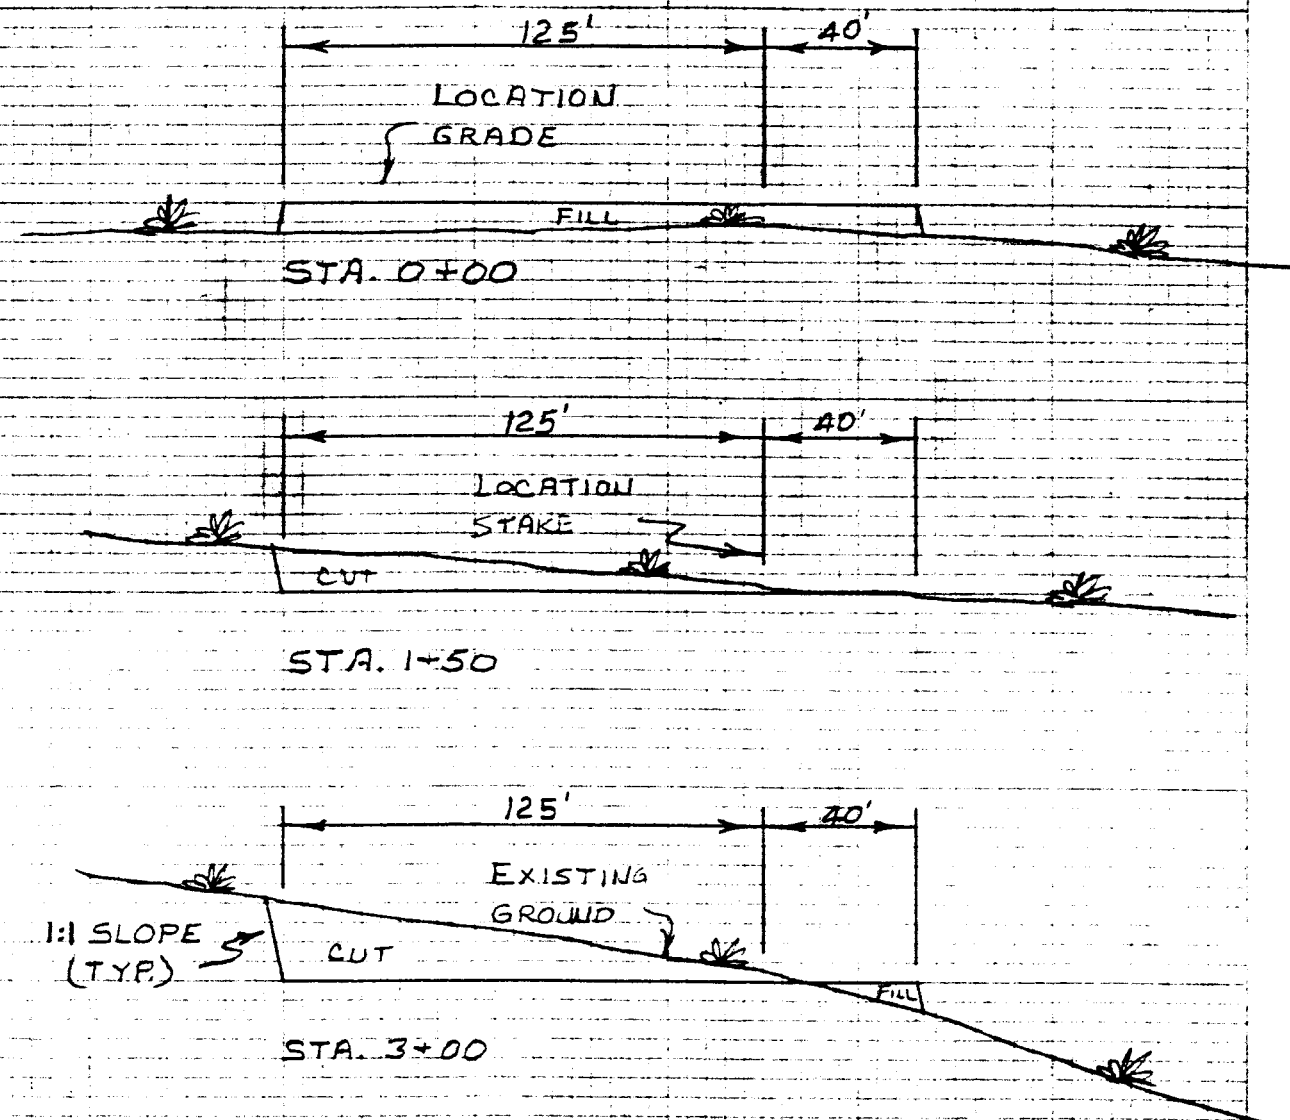 125' 40'
LOCATION
GRADE
FILL
STA. 0+00
125' 40'
LOCATION
STAKE
CUT
STA. 1+50
125' 40'
EXISTING
GROUND
1:1 SLOPE
(TYP.)
CUT
FILL
STA. 3+00